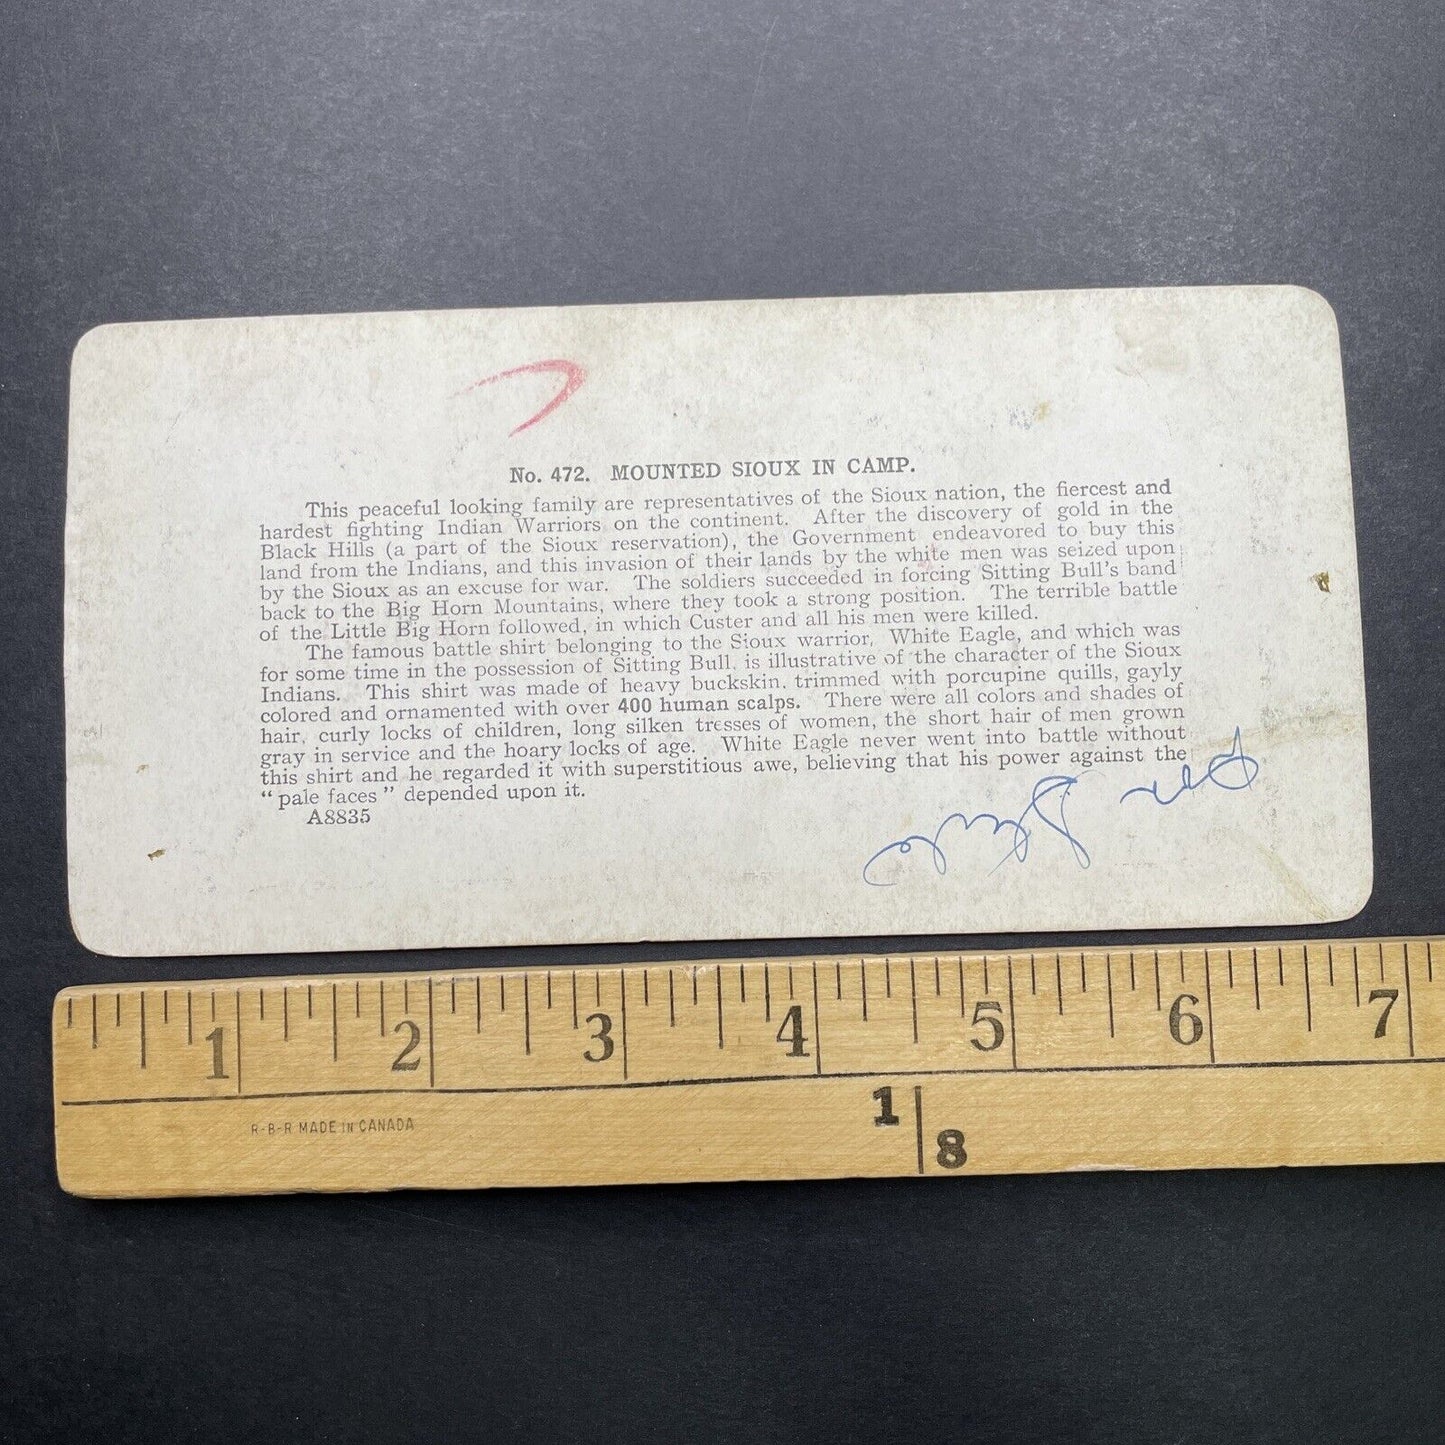 No. 472. MOUNTED SIOUX IN CAMP.
This peaceful looking family are representatives of the Sioux nation, the fiercest and
hardest fighting Indian Warriors on the continent. After the discovery of gold in the
Black Hills (a part of the Sioux reservation), the Government endeavored to buy this
land from the Indians, and this invasion of their lands by the white men was seized upon
by the Sioux as an excuse for war. The soldiers succeeded in forcing Sitting Bull's band
back to the Big Horn Mountains, where they took a strong position. The terrible battle
of the Little Big Horn followed, in which Custer and all his men were killed.
The famous battle shirt belonging to the Sioux warrior, White Eagle, and which was
for some time in the possession of Sitting Bull, is illustrative of the character of the Sioux
Indians. This shirt was made of heavy buckskin, trimmed with porcupine quills, gayly
colored and ornamented with over 400 human scalps. There were all colors and shades of
hair, curly locks of children, long silken tresses of women, the short hair of men grown
gray in service and the hoary locks of age. White Eagle never went into battle without
this shirt and he regarded it with superstitious awe, believing that his power against the
“pale faces” depended upon it.
A8835
1 2 3 4 5 6 7
R-B-R MADE IN CANADA
1
8